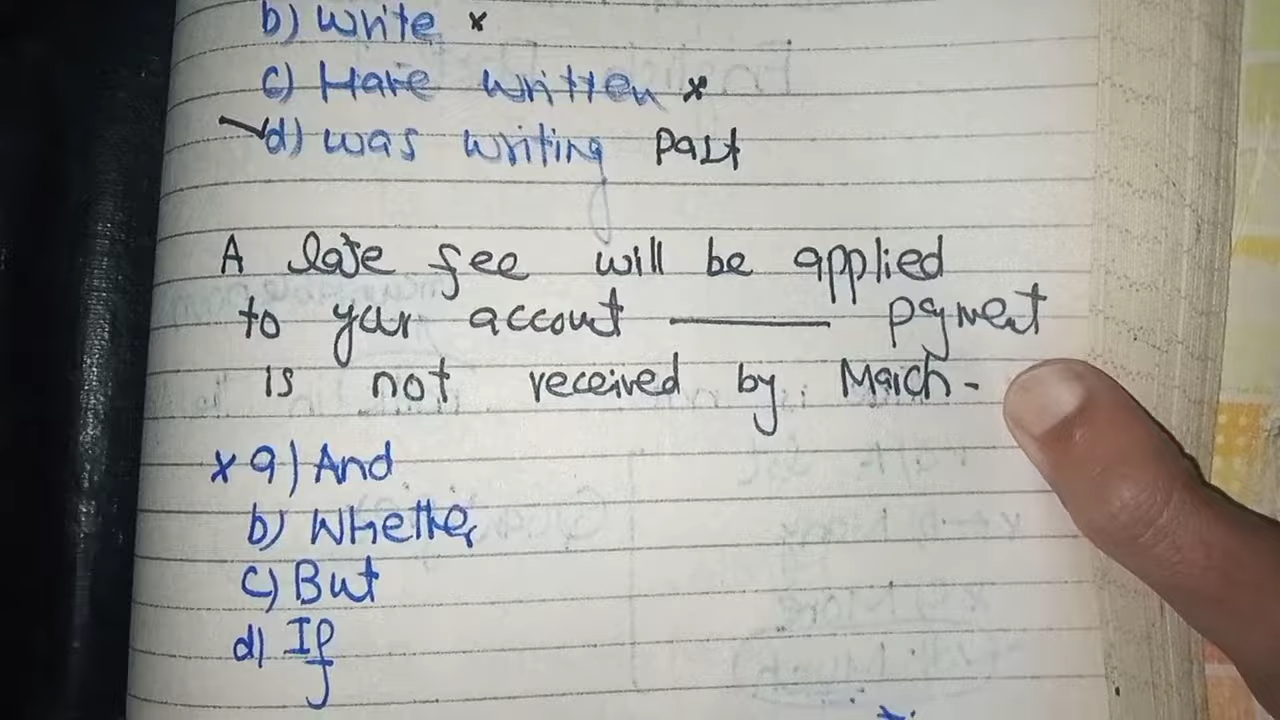 b) Write x
c) Have written x
d) was writing past
A late fee will be applied
to your account ——— payment
is not received by March-
x a) And
b) Whether
c) But
d) If